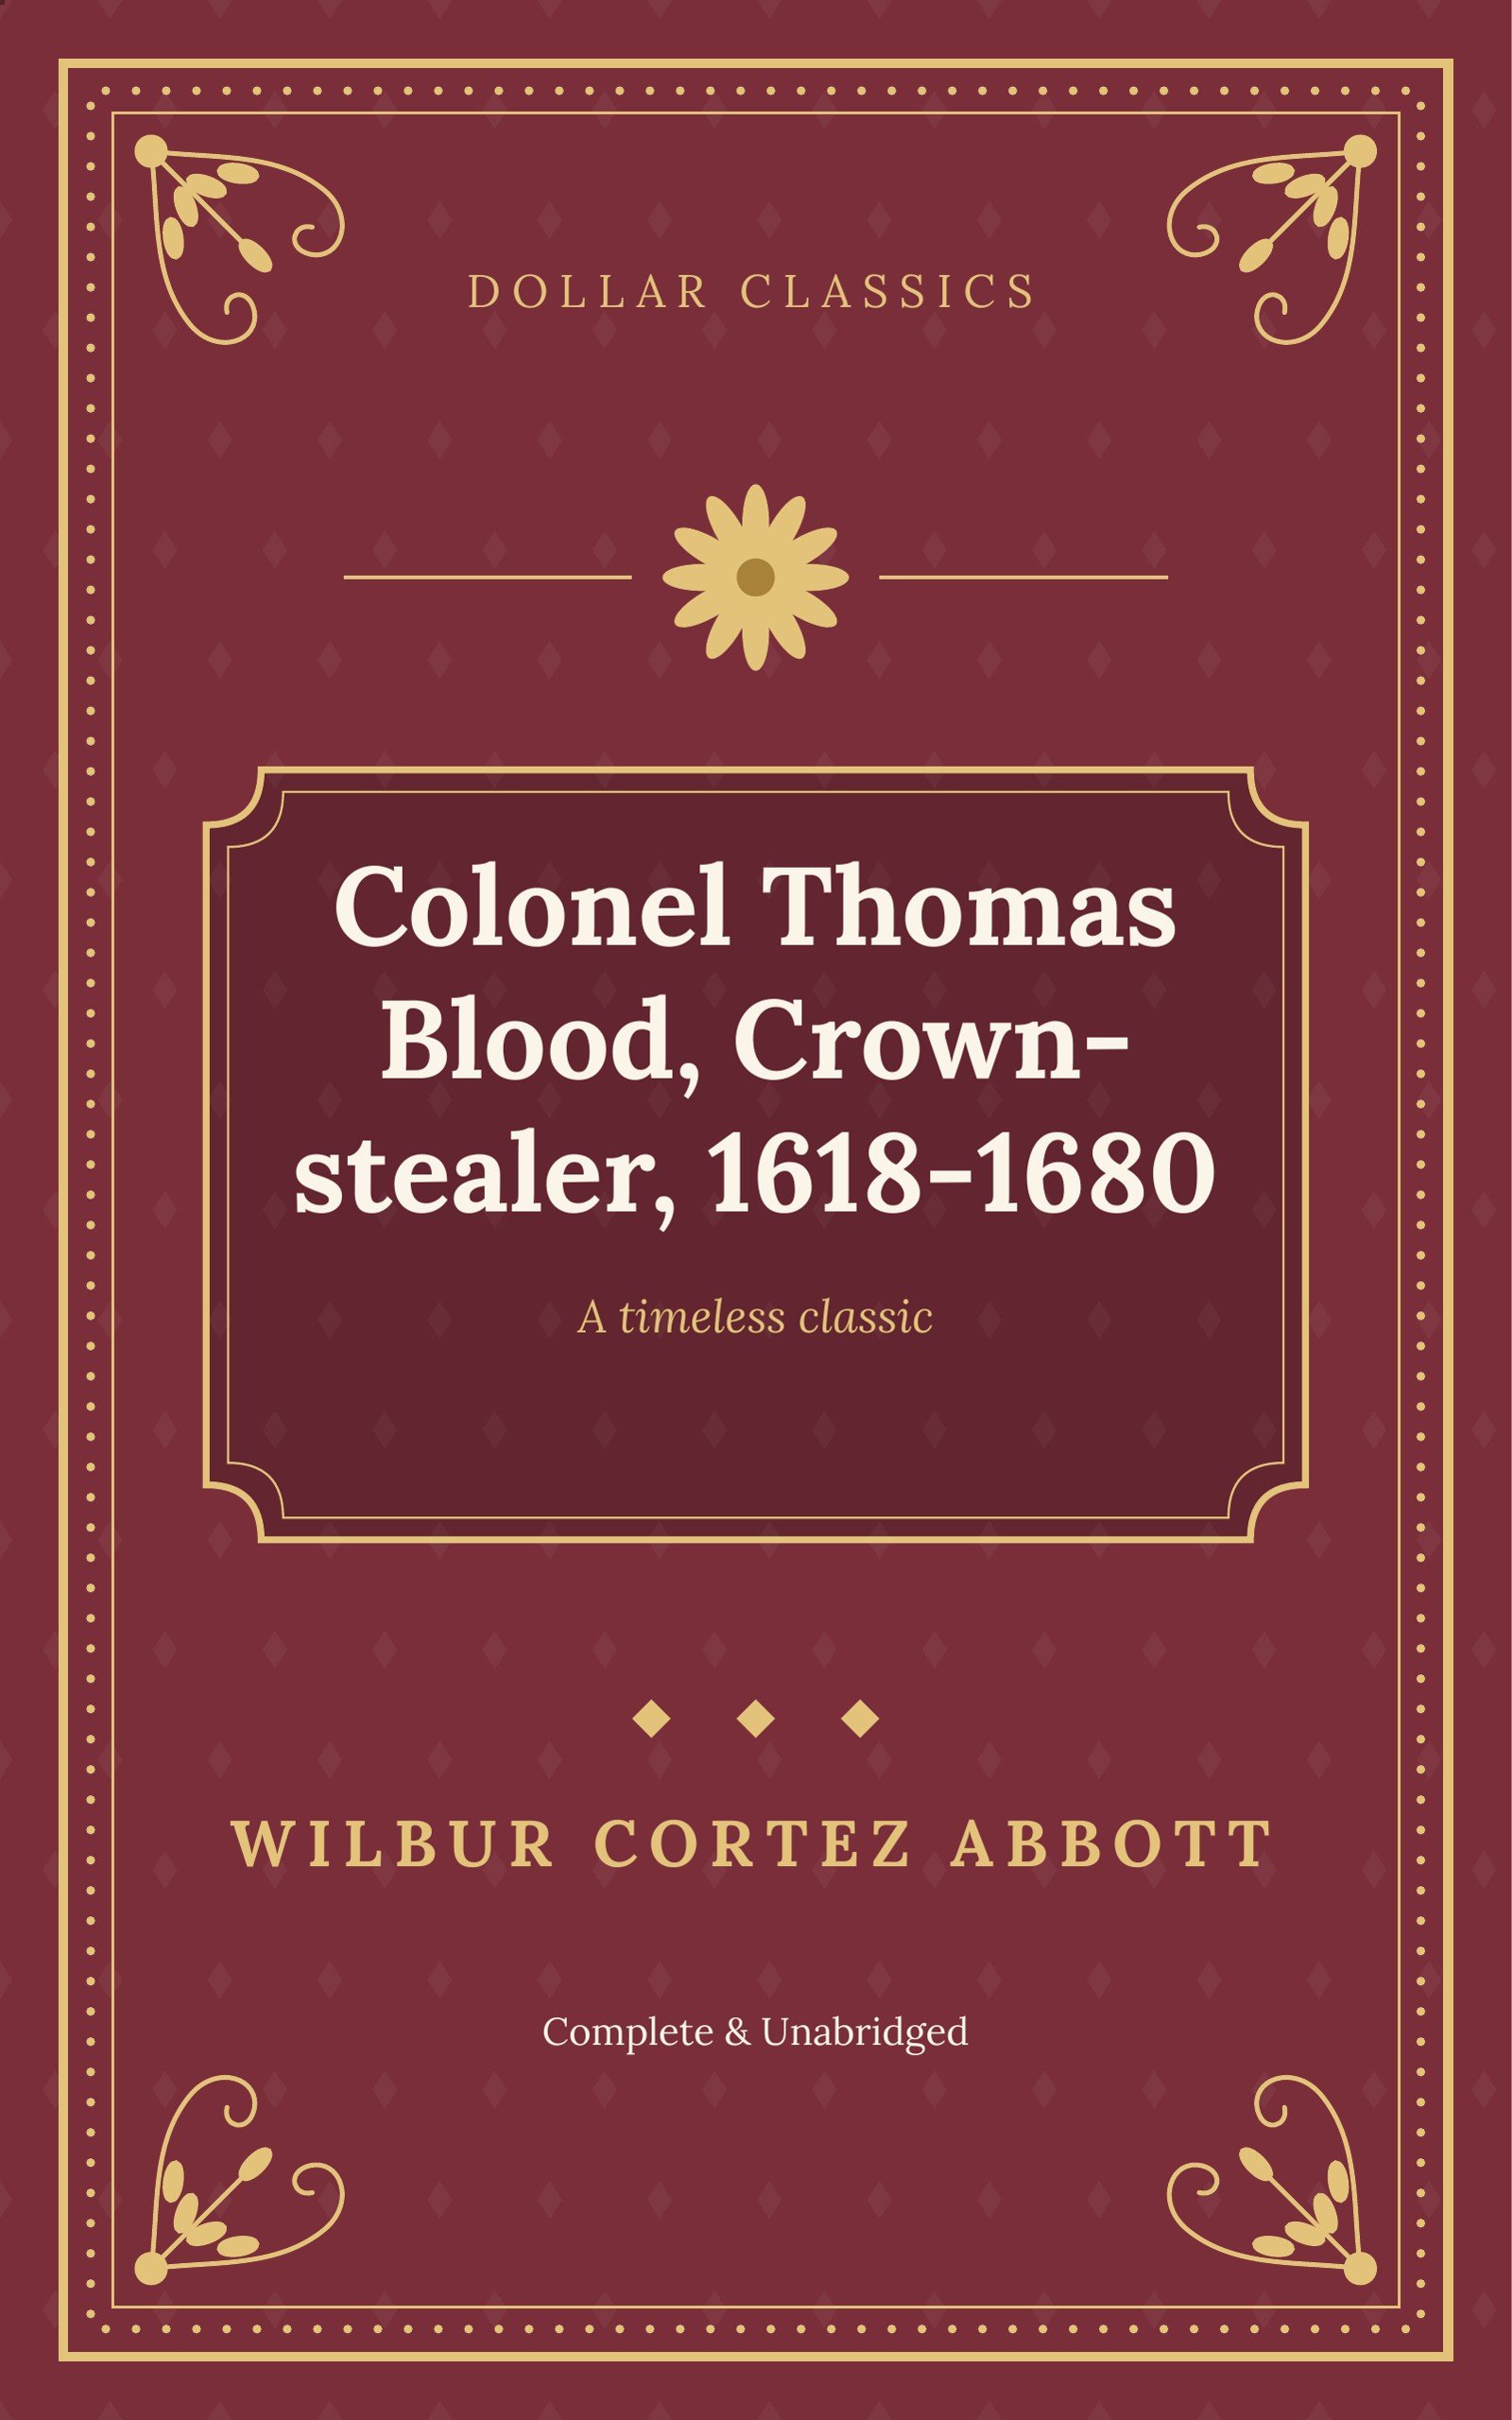 DOLLAR CLASSICS
Colonel Thomas
Blood, Crown-
stealer, 1618–1680
A timeless classic
WILBUR CORTEZ ABBOTT
Complete & Unabridged